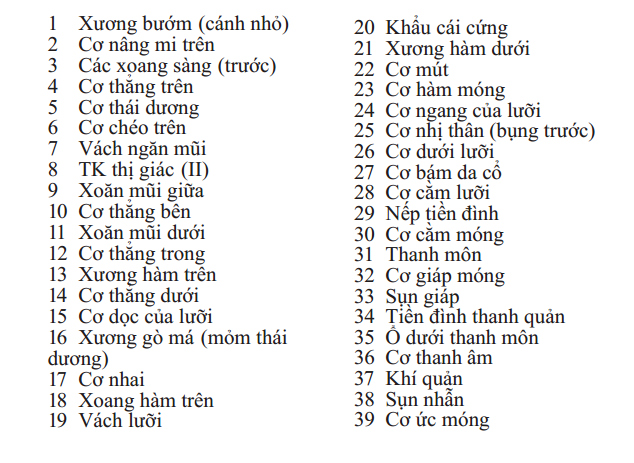 1 Xương bướm (cánh nhỏ)
2 Cơ nâng mi trên
3 Các xoang sàng (trước)
4 Cơ thẳng trên
5 Cơ thái dương
6 Cơ chéo trên
7 Vách ngăn mũi
8 TK thị giác (II)
9 Xoăn mũi giữa
10 Cơ thẳng bên
11 Xoăn mũi dưới
12 Cơ thẳng trong
13 Xương hàm trên
14 Cơ thẳng dưới
15 Cơ dọc của lưỡi
16 Xương gò má (mỏm thái
dương)
17 Cơ nhai
18 Xoang hàm trên
19 Vách lưỡi
20 Khẩu cái cứng
21 Xương hàm dưới
22 Cơ mút
23 Cơ hàm móng
24 Cơ ngang của lưỡi
25 Cơ nhị thân (bụng trước)
26 Cơ dưới lưỡi
27 Cơ bám da cổ
28 Cơ cằm lưỡi
29 Nếp tiền đình
30 Cơ cằm móng
31 Thanh môn
32 Cơ giáp móng
33 Sụn giáp
34 Tiền đình thanh quản
35 Ổ dưới thanh môn
36 Cơ thanh âm
37 Khí quản
38 Sụn nhẫn
39 Cơ ức móng